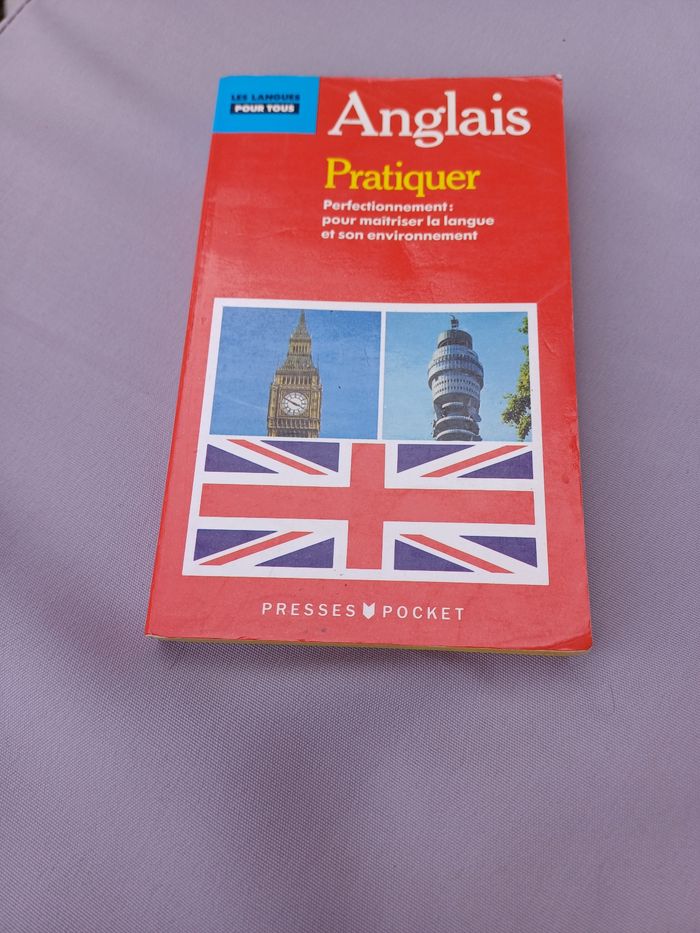 LES LANGUES
POUR TOUS
Anglais
Pratiquer
Perfectionnement :
pour maîtriser la langue
et son environnement
PRESSES POCKET